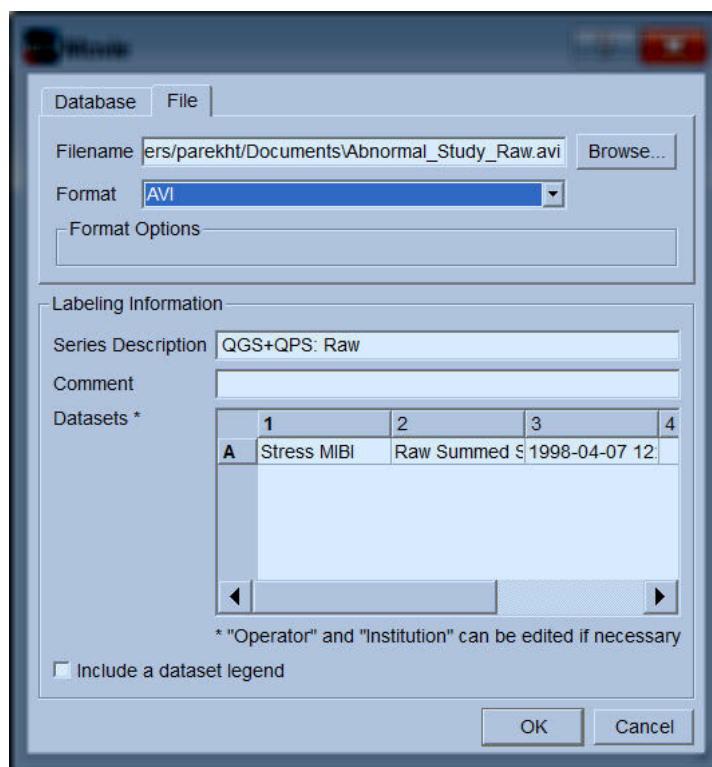 Movie
Database File
Filename ers/parekht/Documents\Abnormal_Study_Raw.avi Browse...
Format AVI
Format Options
Labeling Information
Series Description QGS+QPS: Raw
Comment
Datasets *
1 2 3 4
A Stress MIBI Raw Summed S 1998-04-07 12:
* "Operator" and "Institution" can be edited if necessary
Include a dataset legend
OK Cancel